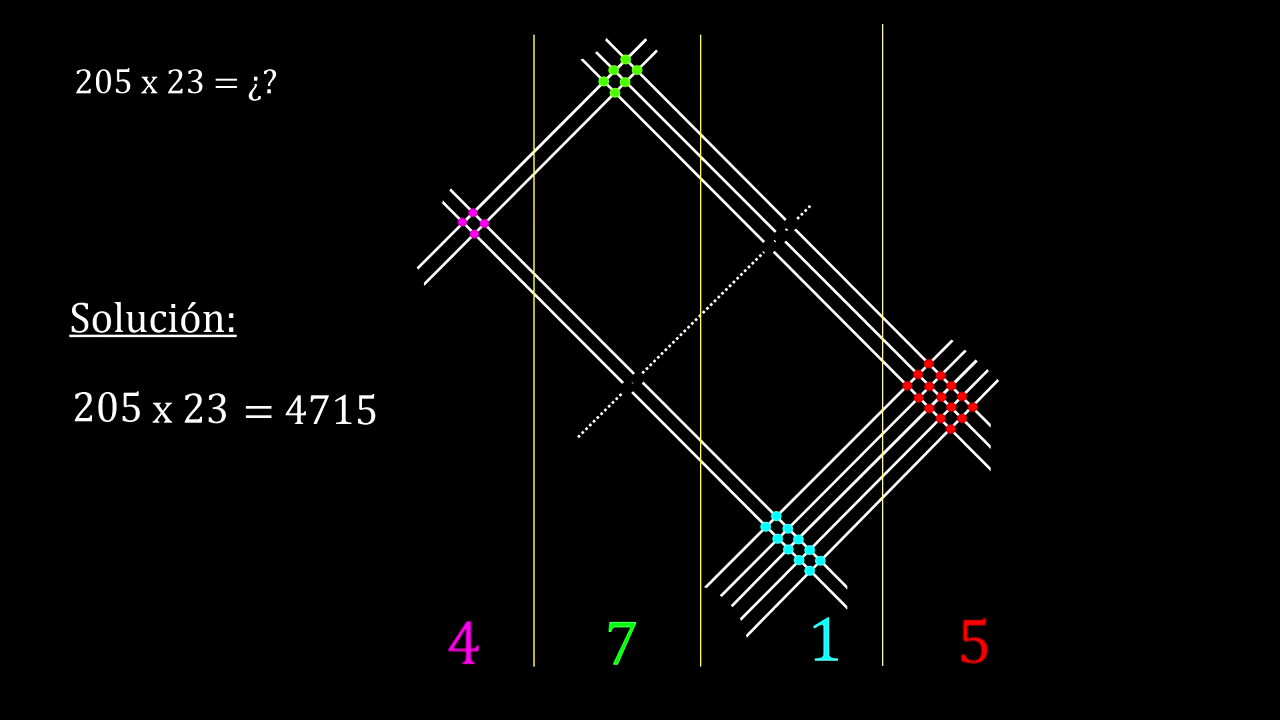 205 x 23 = ¿?
Solución:
205 x 23 = 4715
4 7 1 5